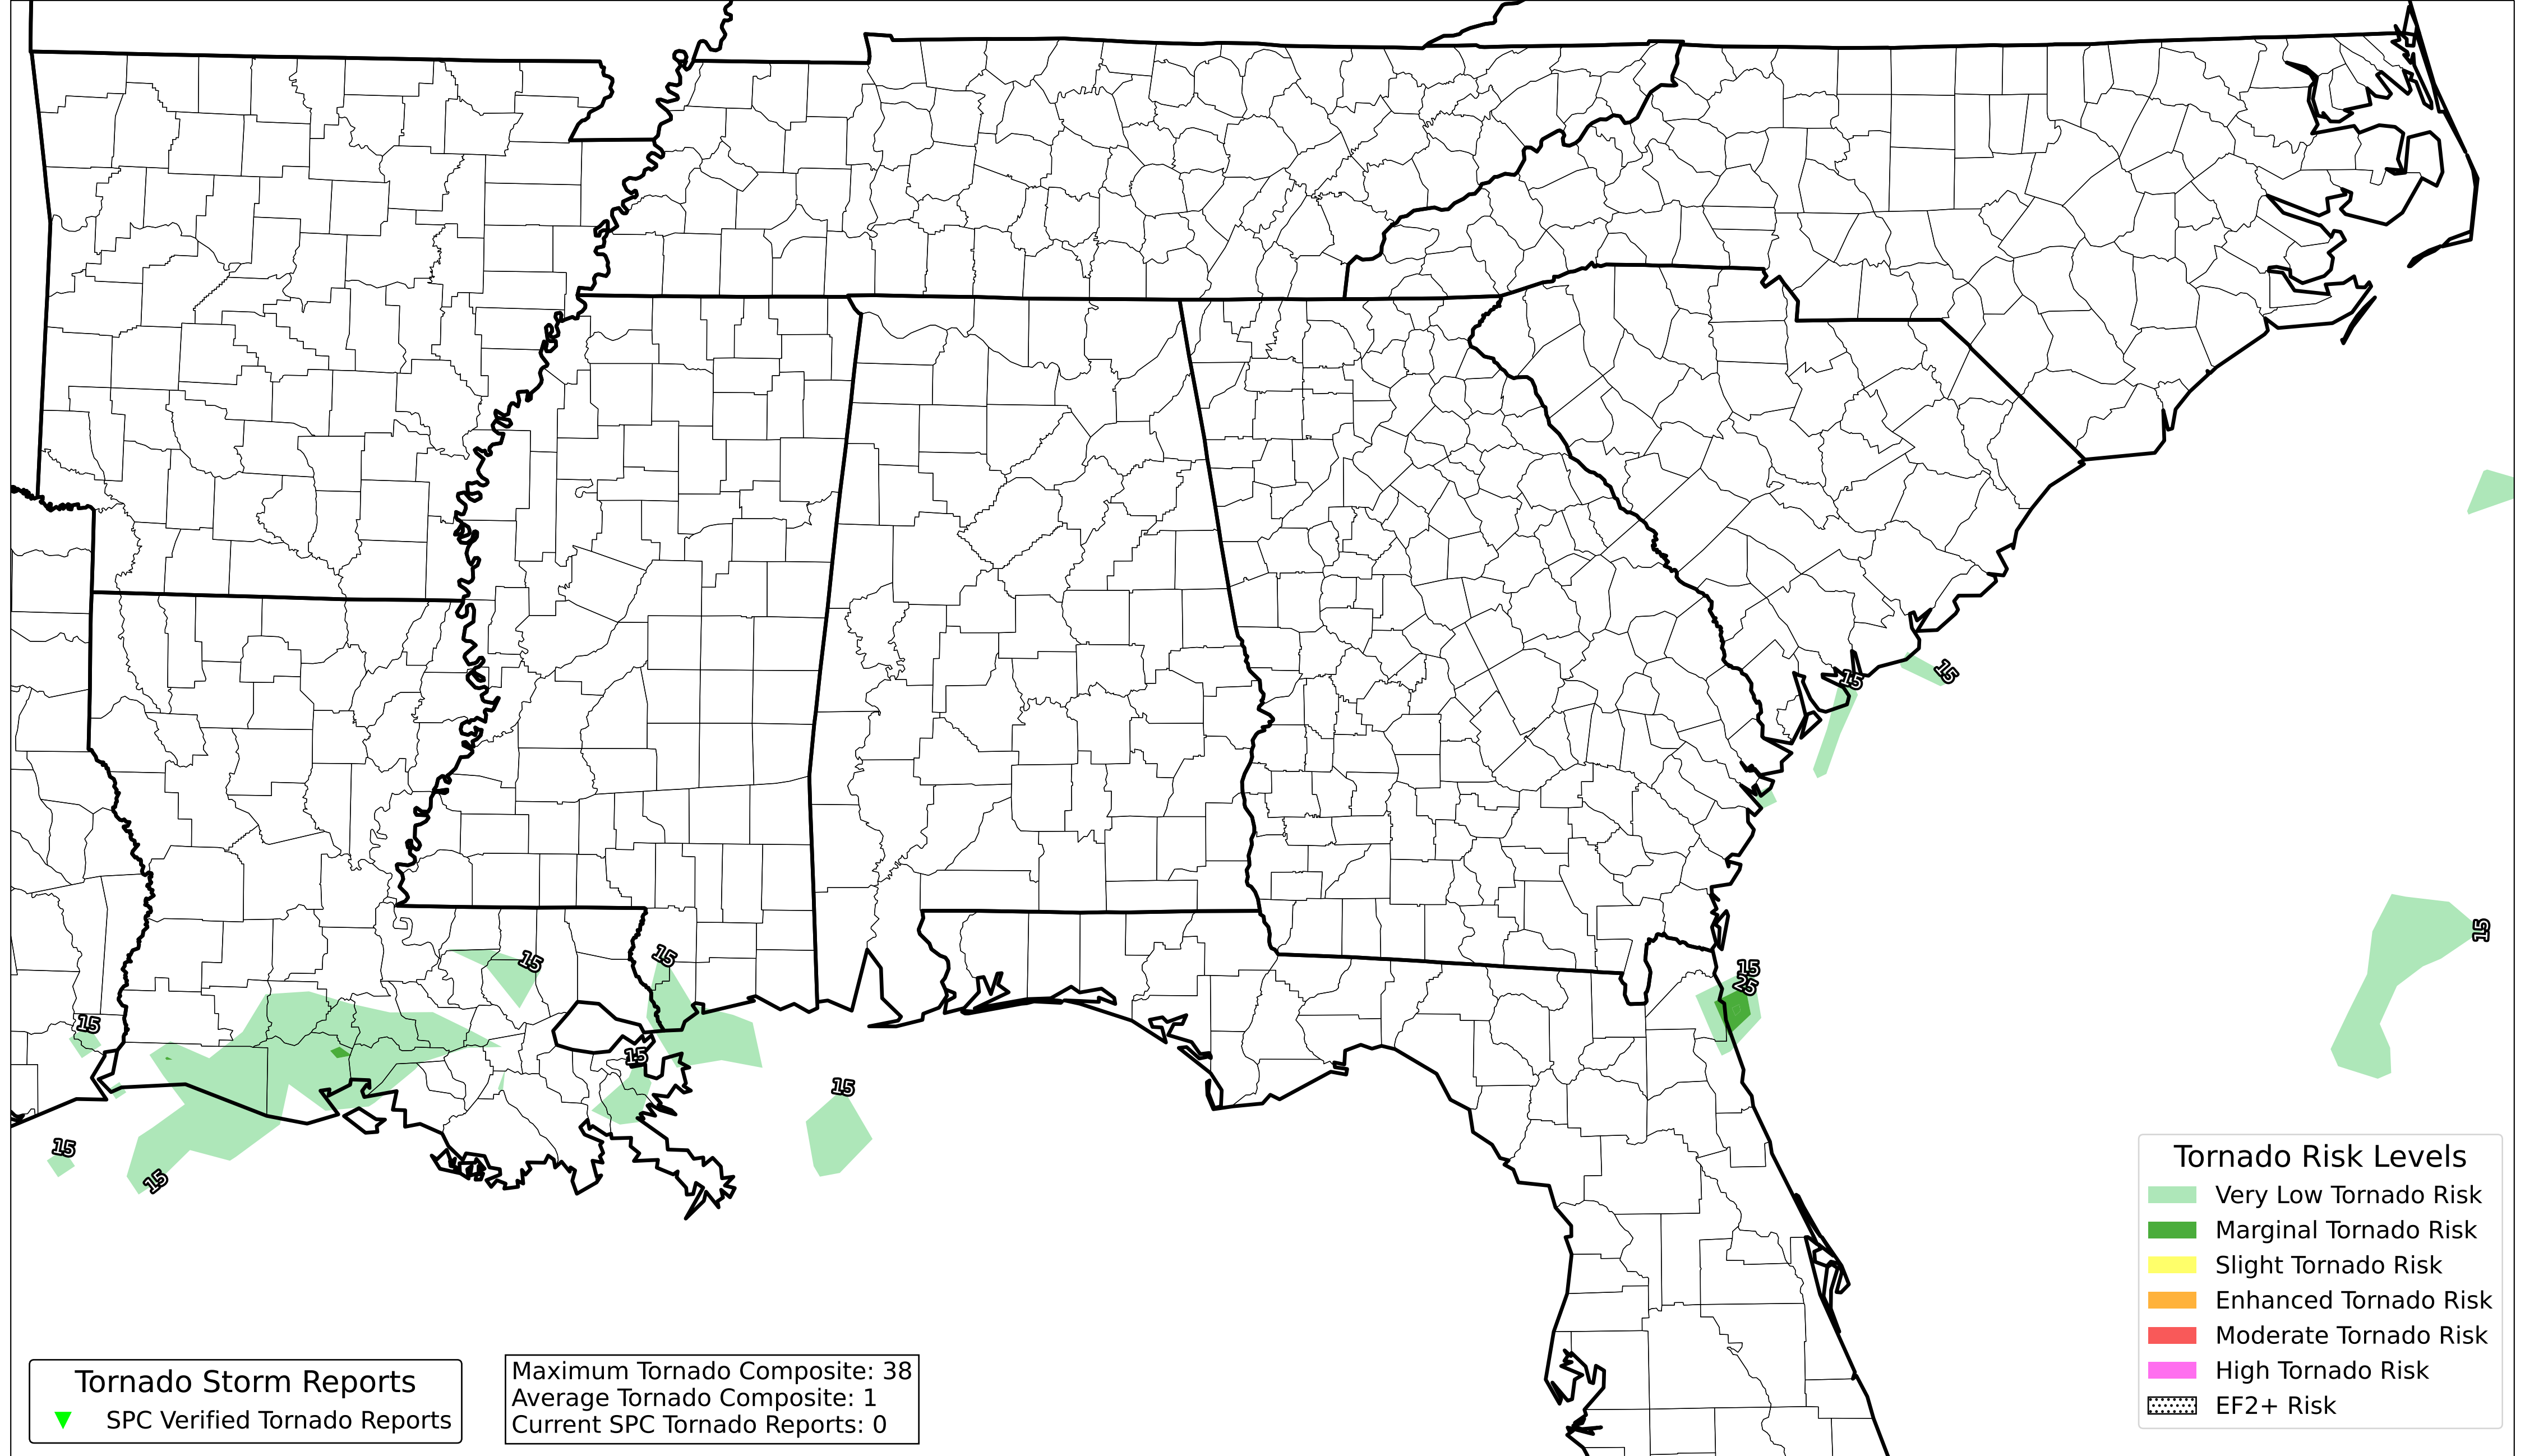 15
15
15
15
15
15
25
15
15
15
15
15
15
Tornado Risk Levels
Very Low Tornado Risk
Marginal Tornado Risk
Slight Tornado Risk
Enhanced Tornado Risk
Moderate Tornado Risk
High Tornado Risk
EF2+ Risk
Tornado Storm Reports
SPC Verified Tornado Reports
Maximum Tornado Composite: 38
Average Tornado Composite: 1
Current SPC Tornado Reports: 0